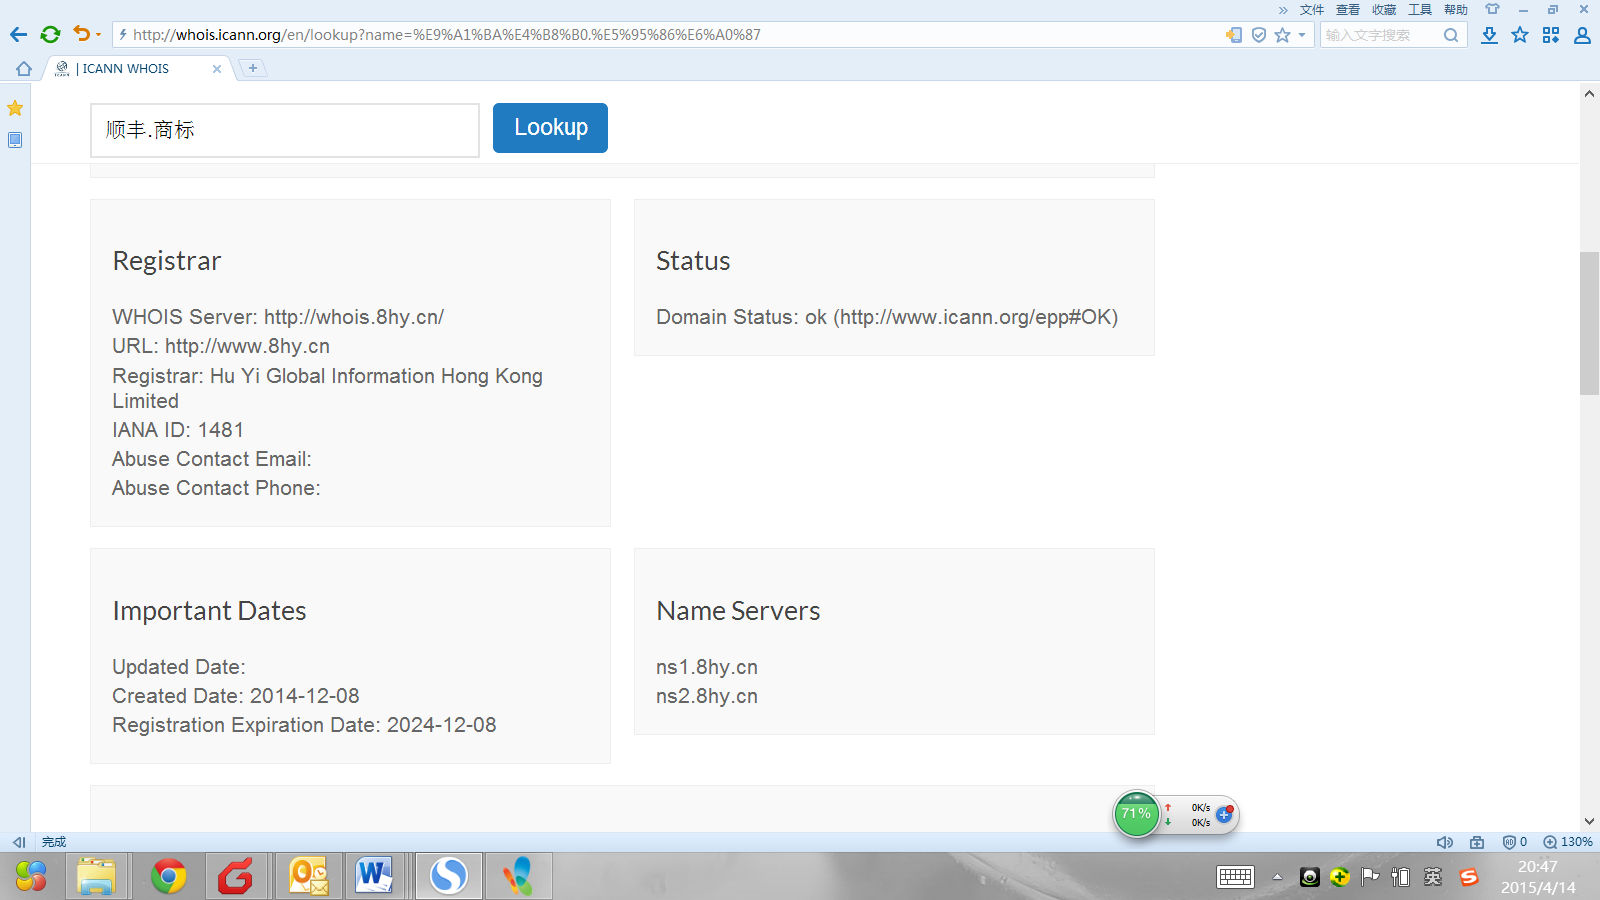 » 文件 查看 收藏 工具 帮助
http://whois.icann.org/en/lookup?name=%E9%A1%BA%E4%B8%B0.%E5%95%86%E6%A0%87
输入文字搜索
| ICANN WHOIS
顺丰.商标
Lookup
Registrar
WHOIS Server: http://whois.8hy.cn/
URL: http://www.8hy.cn
Registrar: Hu Yi Global Information Hong Kong
Limited
IANA ID: 1481
Abuse Contact Email:
Abuse Contact Phone:
Status
Domain Status: ok (http://www.icann.org/epp#OK)
Important Dates
Updated Date:
Created Date: 2014-12-08
Registration Expiration Date: 2024-12-08
Name Servers
ns1.8hy.cn
ns2.8hy.cn
71%
0K/s
0K/s
完成
0
130%
英
20:47
2015/4/14